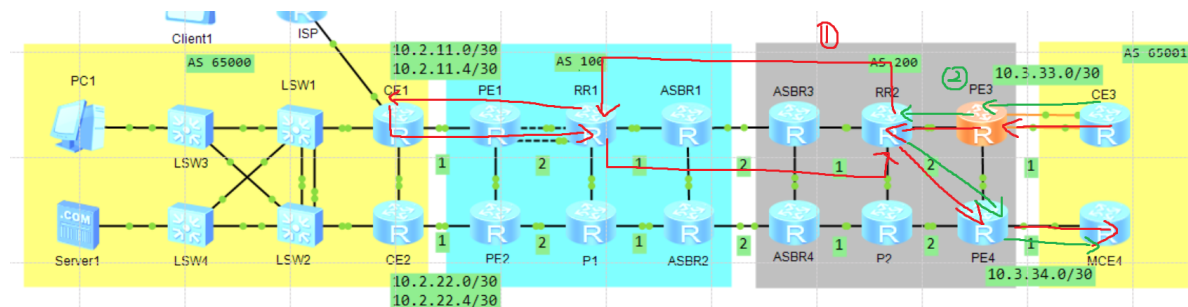 Client1
ISP
①
AS 65000
10.2.11.0/30
10.2.11.4/30
AS 100
AS 200
②
10.3.33.0/30
AS 65001
PC1
LSW1
CE1
PE1
RR1
ASBR1
ASBR3
RR2
PE3
CE3
R R R R R R R R
LSW3
1 2 1 2 1 2 1
.COM
R R R R R R R R
1 2 1 2 1 2 1
Server1
LSW4
LSW2
CE2
PE2
P1
ASBR2
ASBR4
P2
PE4
MCE4
10.2.22.0/30
10.2.22.4/30
10.3.34.0/30